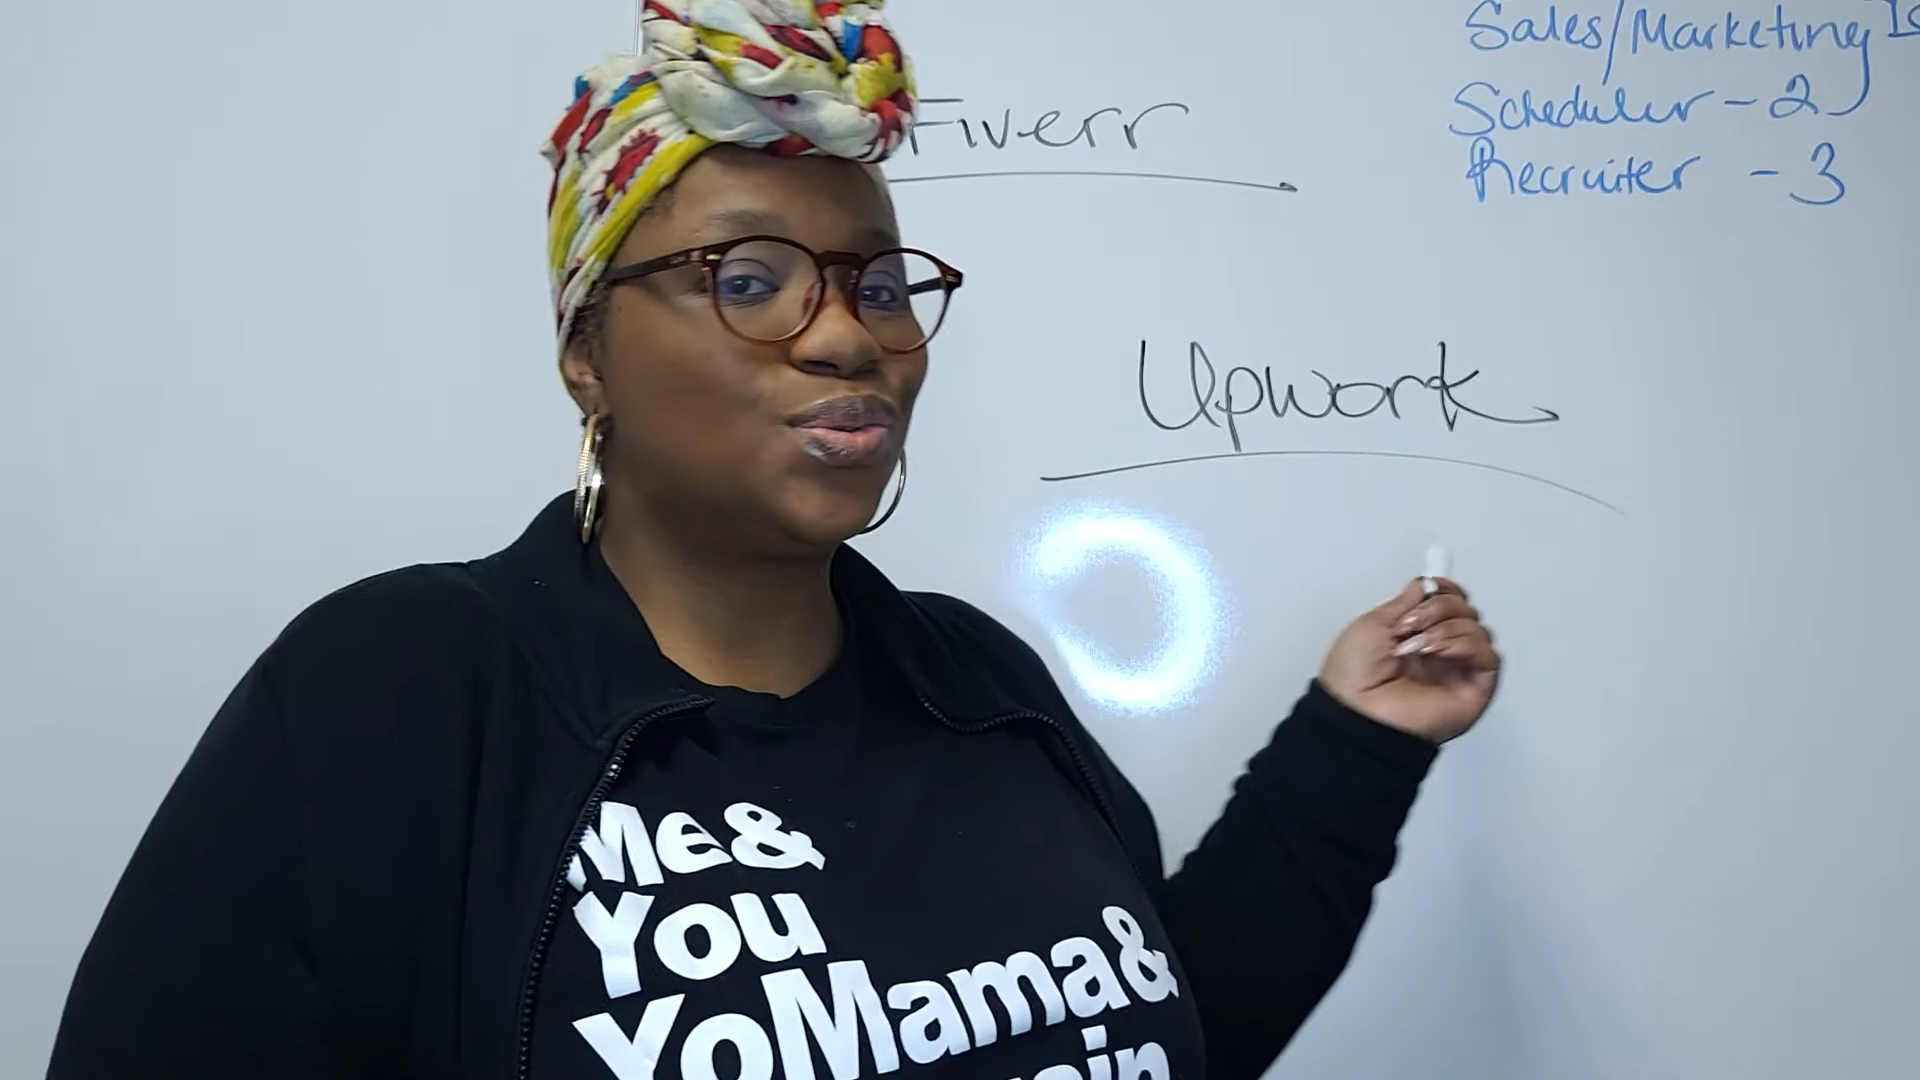 Sales/Marketing
Scheduler - 2
Recruiter - 3
Fiverr
Upwork
Me&
You
YoMama&